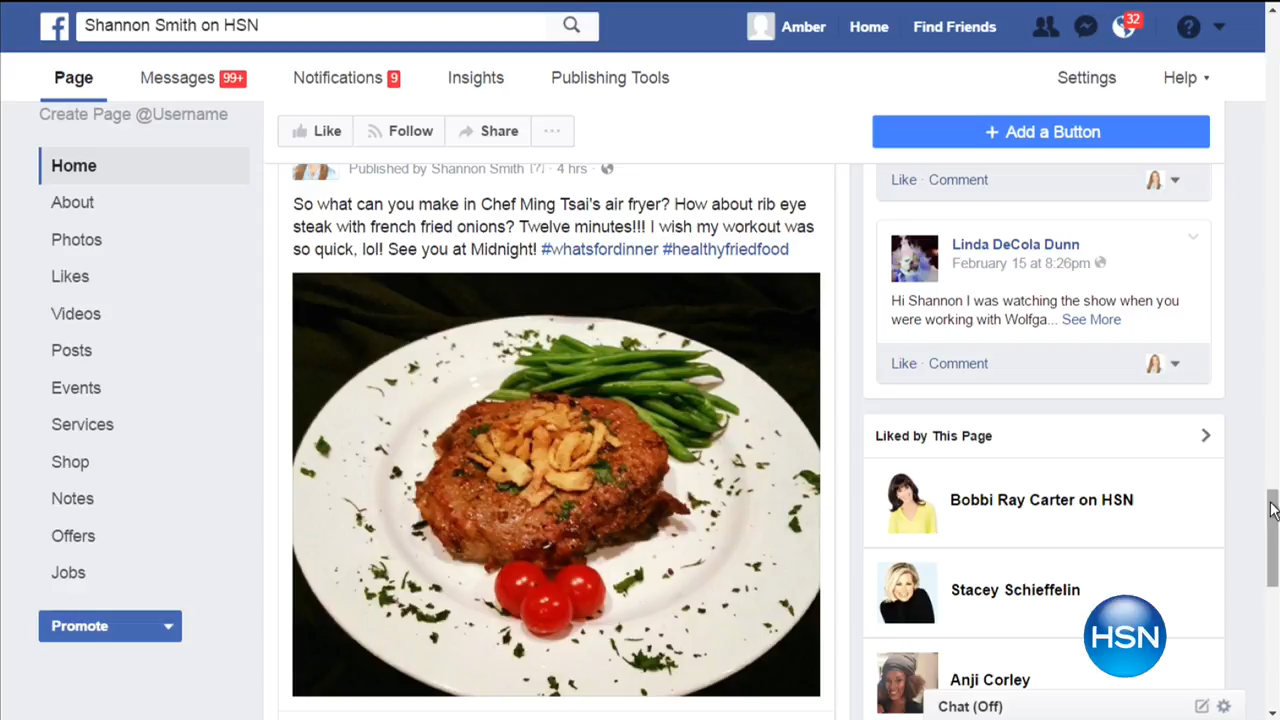 Shannon Smith on HSN
Amber
Home
Find Friends
32
Page
Messages 99+
Notifications 9
Insights
Publishing Tools
Settings
Help
Create Page @Username
Like
Follow
Share
+ Add a Button
Home
About
Photos
Likes
Videos
Posts
Events
Services
Shop
Notes
Offers
Jobs
Promote
Published by Shannon Smith [?] · 4 hrs ·
So what can you make in Chef Ming Tsai's air fryer? How about rib eye
steak with french fried onions? Twelve minutes!!! I wish my workout was
so quick, lol! See you at Midnight! #whatsfordinner #healthyfriedfood
Like · Comment
Linda DeCola Dunn
February 15 at 8:26pm
Hi Shannon I was watching the show when you
were working with Wolfga... See More
Like · Comment
Liked by This Page
Bobbi Ray Carter on HSN
Stacey Schieffelin
HSN
Anji Corley
Chat (Off)